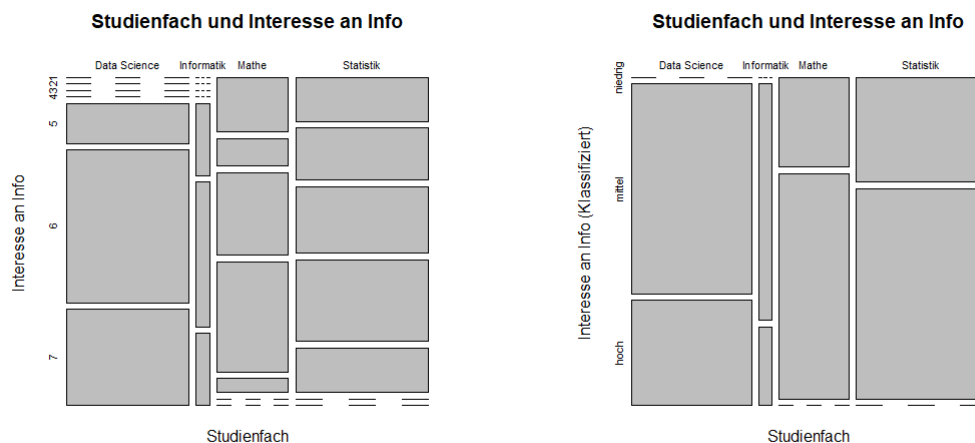 Studienfach und Interesse an Info
Data Science Informatik Mathe Statistik
4321
5
6
7
Interesse an Info
Studienfach
Studienfach und Interesse an Info
Data Science Informatik Mathe Statistik
niedrig
mittel
hoch
Interesse an Info (Klassifiziert)
Studienfach